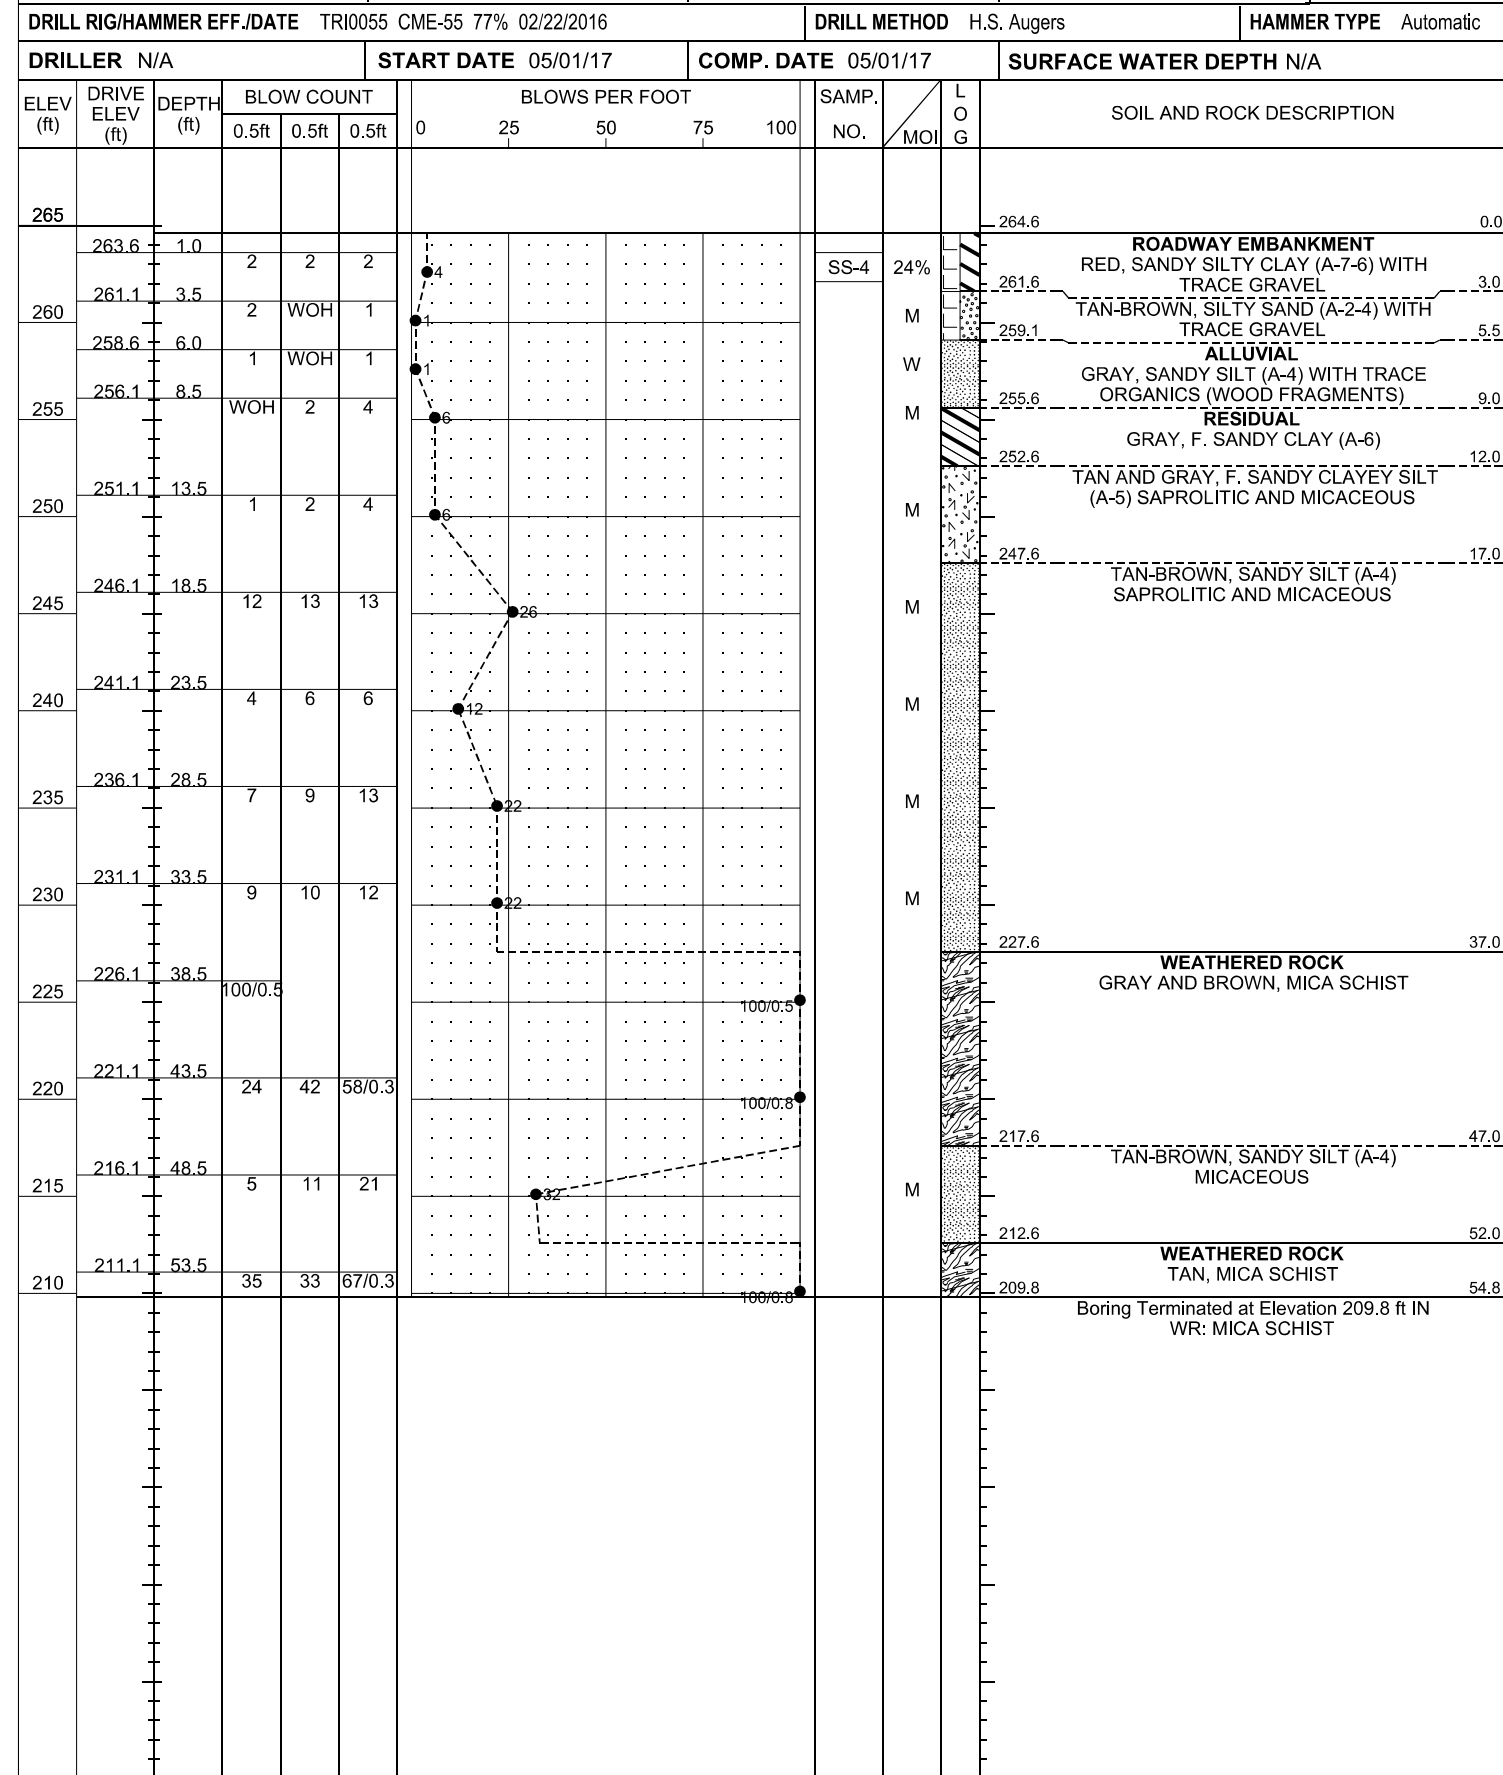 DRILL RIG/HAMMER EFF./DATE TRI0055 CME-55 77% 02/22/2016 DRILL METHOD H.S. Augers HAMMER TYPE Automatic
DRILLER N/A START DATE 05/01/17 COMP. DATE 05/01/17 SURFACE WATER DEPTH N/A
ELEV (ft) DRIVE ELEV (ft) DEPTH (ft) BLOW COUNT BLOWS PER FOOT SAMP. NO. MOI LOG SOIL AND ROCK DESCRIPTION
0.5ft 0.5ft 0.5ft 0 25 50 75 100
265
264.6 0.0
263.6 1.0 ROADWAY EMBANKMENT
2 2 2 4 SS-4 24% RED, SANDY SILTY CLAY (A-7-6) WITH
261.6 TRACE GRAVEL 3.0
261.1 3.5
260 2 WOH 1 1 M TAN-BROWN, SILTY SAND (A-2-4) WITH
259.1 TRACE GRAVEL 5.5
258.6 6.0 ALLUVIAL
1 WOH 1 1 W GRAY, SANDY SILT (A-4) WITH TRACE
256.1 8.5
255.6 ORGANICS (WOOD FRAGMENTS) 9.0
255 WOH 2 4 6 M RESIDUAL
GRAY, F. SANDY CLAY (A-6)
252.6 12.0
251.1 13.5 TAN AND GRAY, F. SANDY CLAYEY SILT
250 1 2 4 6 M (A-5) SAPROLITIC AND MICACEOUS
247.6 17.0
246.1 18.5 TAN-BROWN, SANDY SILT (A-4)
245 12 13 13 26 M SAPROLITIC AND MICACEOUS
241.1 23.5
240 4 6 6 12 M
236.1 28.5
235 7 9 13 22 M
231.1 33.5
230 9 10 12 22 M
227.6 37.0
226.1 38.5 WEATHERED ROCK
225 100/0.5 100/0.5 GRAY AND BROWN, MICA SCHIST
221.1 43.5
220 24 42 58/0.3 100/0.8
217.6 47.0
216.1 48.5 TAN-BROWN, SANDY SILT (A-4)
215 5 11 21 32 M MICACEOUS
212.6 52.0
211.1 53.5 WEATHERED ROCK
210 35 33 67/0.3 100/0.8 TAN, MICA SCHIST
209.8 54.8
Boring Terminated at Elevation 209.8 ft IN
WR: MICA SCHIST